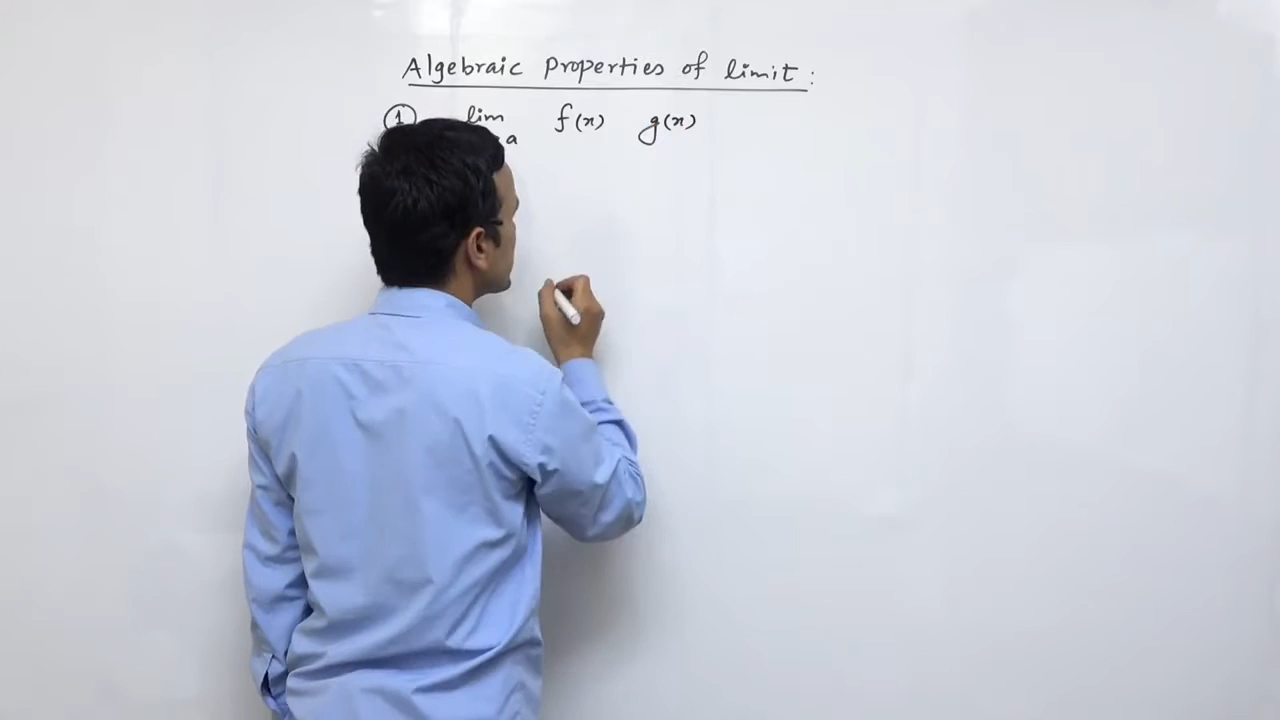 Algebraic Properties of limit :
① lim f(x) g(x)
a